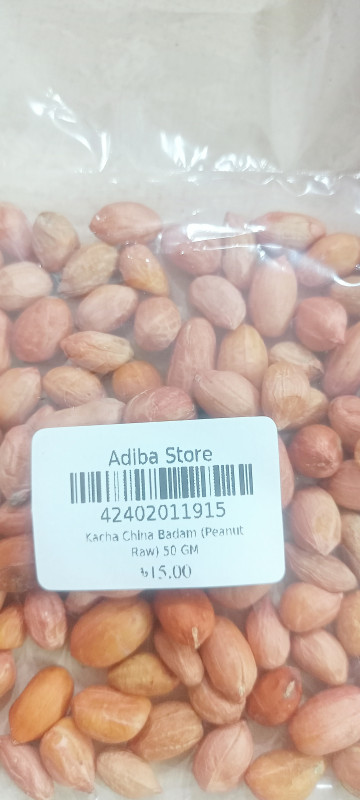 Adiba Store
42402011915
Kacha China Badam (Peanut
Raw) 50 GM
৳15.00